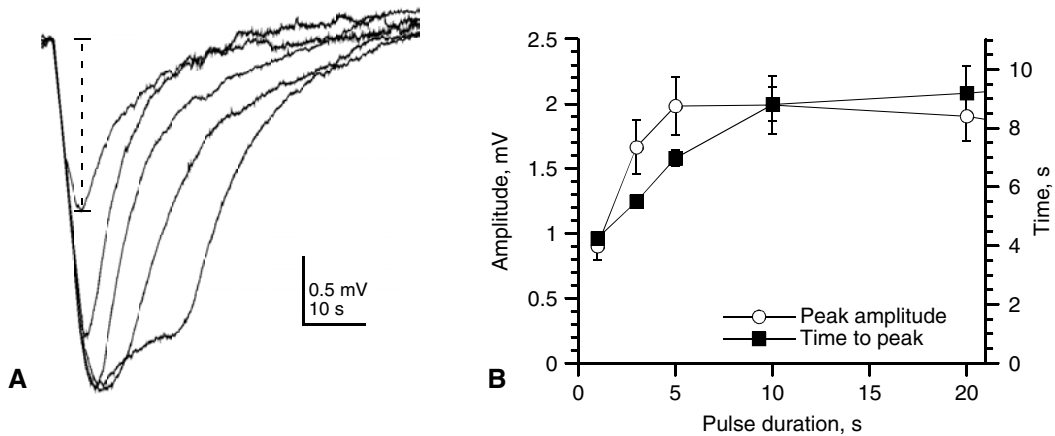 A
0.5 mV
10 s
B
Amplitude, mV
2.5
2
1.5
1
0.5
0
Peak amplitude
Time to peak
0 5 10 15 20
Pulse duration, s
10
8
6
4
2
0
Time, s